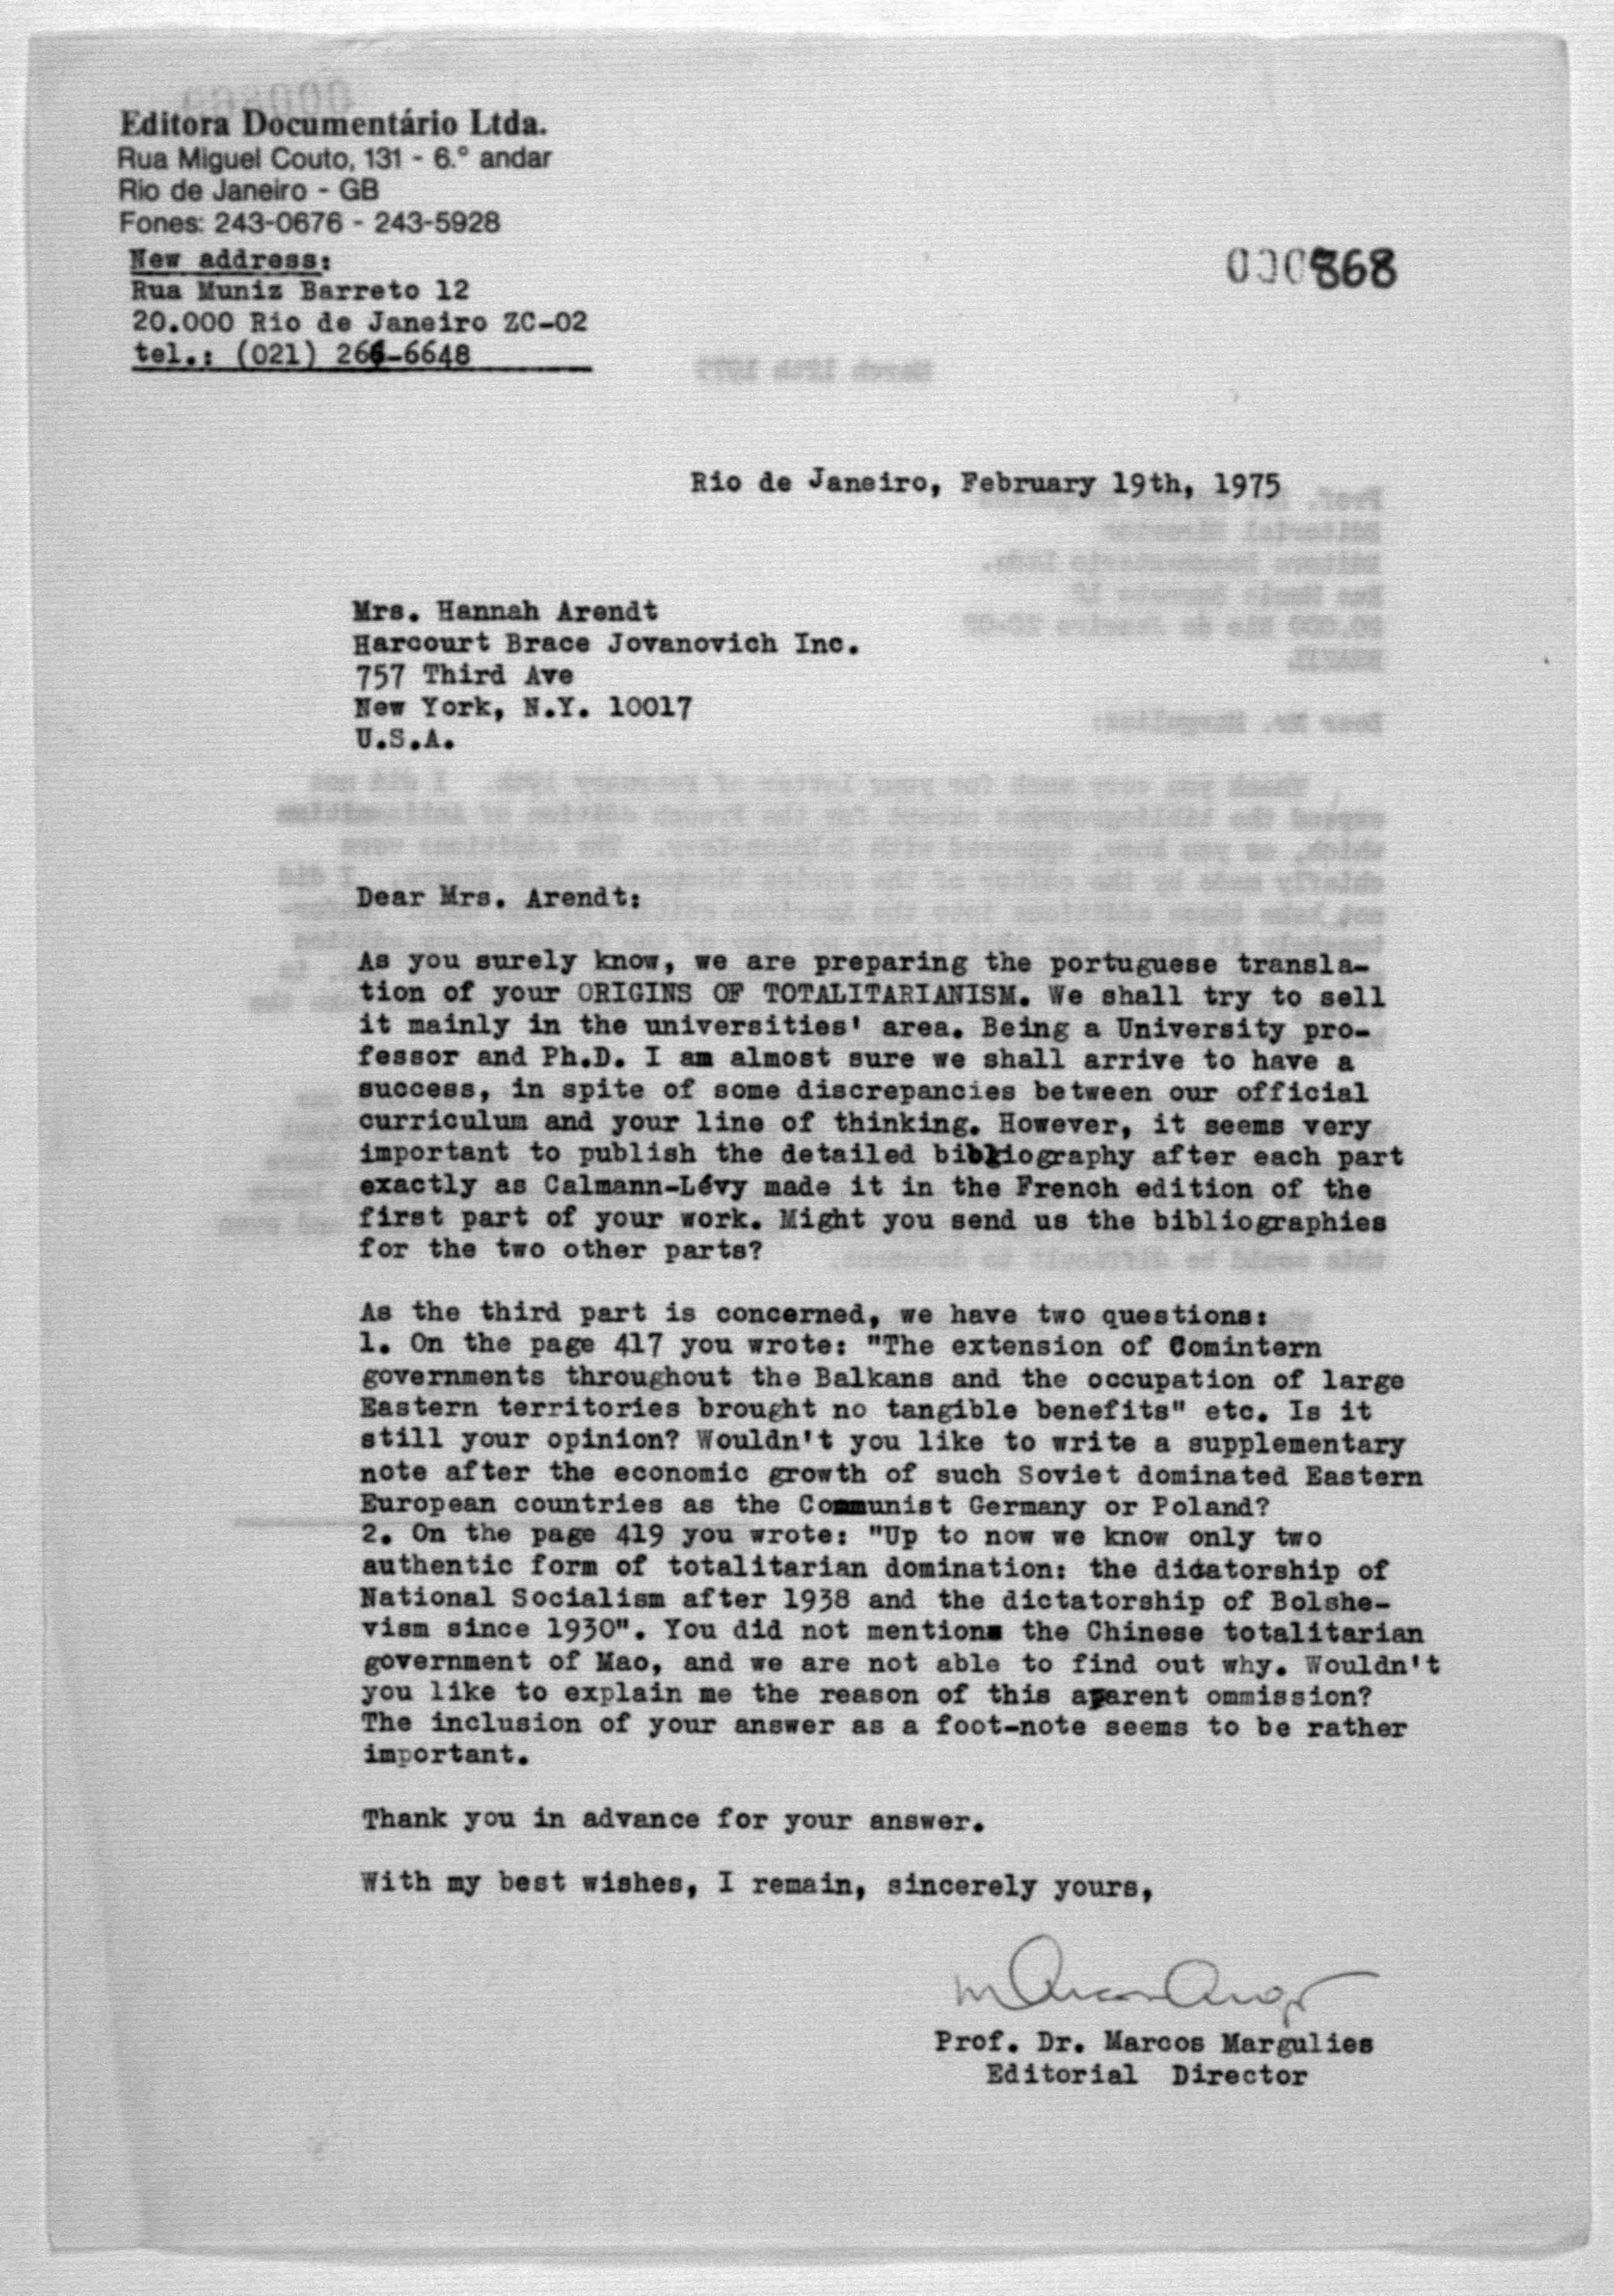 Editora Documentário Ltda.
Rua Miguel Couto, 131 - 6.º andar
Rio de Janeiro - GB
Fones: 243-0676 - 243-5928
New address:
Rua Muniz Barreto 12
20.000 Rio de Janeiro ZC-02
tel.: (021) 266-6648
000868
Rio de Janeiro, February 19th, 1975
Mrs. Hannah Arendt
Harcourt Brace Jovanovich Inc.
757 Third Ave
New York, N.Y. 10017
U.S.A.
Dear Mrs. Arendt:
As you surely know, we are preparing the portuguese transla-
tion of your ORIGINS OF TOTALITARIANISM. We shall try to sell
it mainly in the universities' area. Being a University pro-
fessor and Ph.D. I am almost sure we shall arrive to have a
success, in spite of some discrepancies between our official
curriculum and your line of thinking. However, it seems very
important to publish the detailed bibliography after each part
exactly as Calmann-Lévy made it in the French edition of the
first part of your work. Might you send us the bibliographies
for the two other parts?
As the third part is concerned, we have two questions:
1. On the page 417 you wrote: "The extension of Comintern
governments throughout the Balkans and the occupation of large
Eastern territories brought no tangible benefits" etc. Is it
still your opinion? Wouldn't you like to write a supplementary
note after the economic growth of such Soviet dominated Eastern
European countries as the Communist Germany or Poland?
2. On the page 419 you wrote: "Up to now we know only two
authentic form of totalitarian domination: the dictatorship of
National Socialism after 1938 and the dictatorship of Bolshe-
vism since 1930". You did not mention the Chinese totalitarian
government of Mao, and we are not able to find out why. Wouldn't
you like to explain me the reason of this aparent ommission?
The inclusion of your answer as a foot-note seems to be rather
important.
Thank you in advance for your answer.
With my best wishes, I remain, sincerely yours,
Prof. Dr. Marcos Margulies
Editorial Director